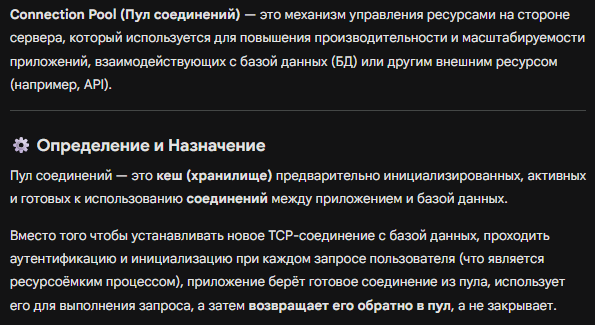 Connection Pool (Пул соединений) — это механизм управления ресурсами на стороне
сервера, который используется для повышения производительности и масштабируемости
приложений, взаимодействующих с базой данных (БД) или другим внешним ресурсом
(например, API).
Определение и Назначение
Пул соединений — это кеш (хранилище) предварительно инициализированных, активных
и готовых к использованию соединений между приложением и базой данных.
Вместо того чтобы устанавливать новое TCP-соединение с базой данных, проходить
аутентификацию и инициализацию при каждом запросе пользователя (что является
ресурсоёмким процессом), приложение берёт готовое соединение из пула, использует
его для выполнения запроса, а затем возвращает его обратно в пул, а не закрывает.